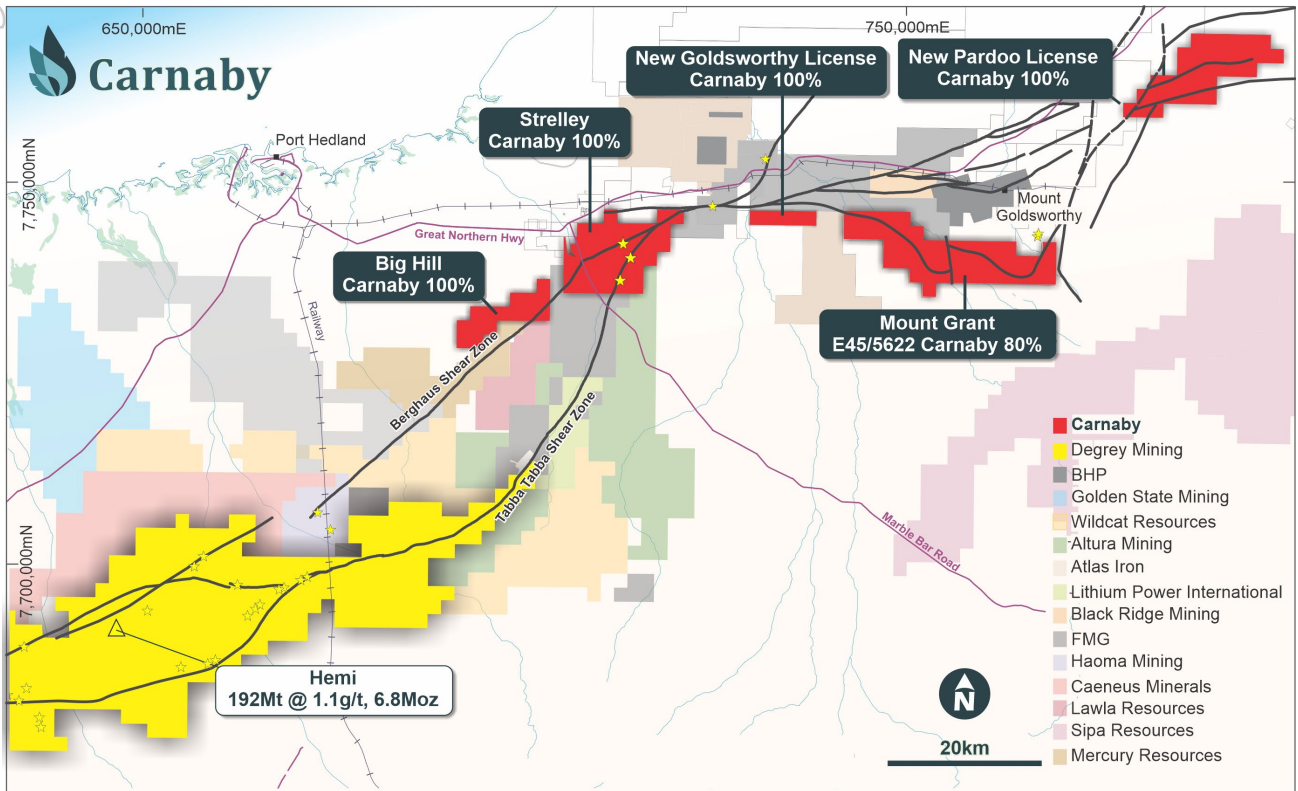 650,000mE
750,000mE
Carnaby
New Goldsworthy License
Carnaby 100%
New Pardoo License
Carnaby 100%
Strelley
Carnaby 100%
Port Hedland
7,750,000mN
Mount
Goldsworthy
Great Northern Hwy
Big Hill
Carnaby 100%
Railway
Mount Grant
E45/5622 Carnaby 80%
Berghaus Shear Zone
Tabba Tabba Shear Zone
Marble Bar Road
7,700,000mN
Hemi
192Mt @ 1.1g/t, 6.8Moz
Carnaby
Degrey Mining
BHP
Golden State Mining
Wildcat Resources
Altura Mining
Atlas Iron
Lithium Power International
Black Ridge Mining
FMG
Haoma Mining
Caeneus Minerals
Lawla Resources
Sipa Resources
Mercury Resources
N
20km